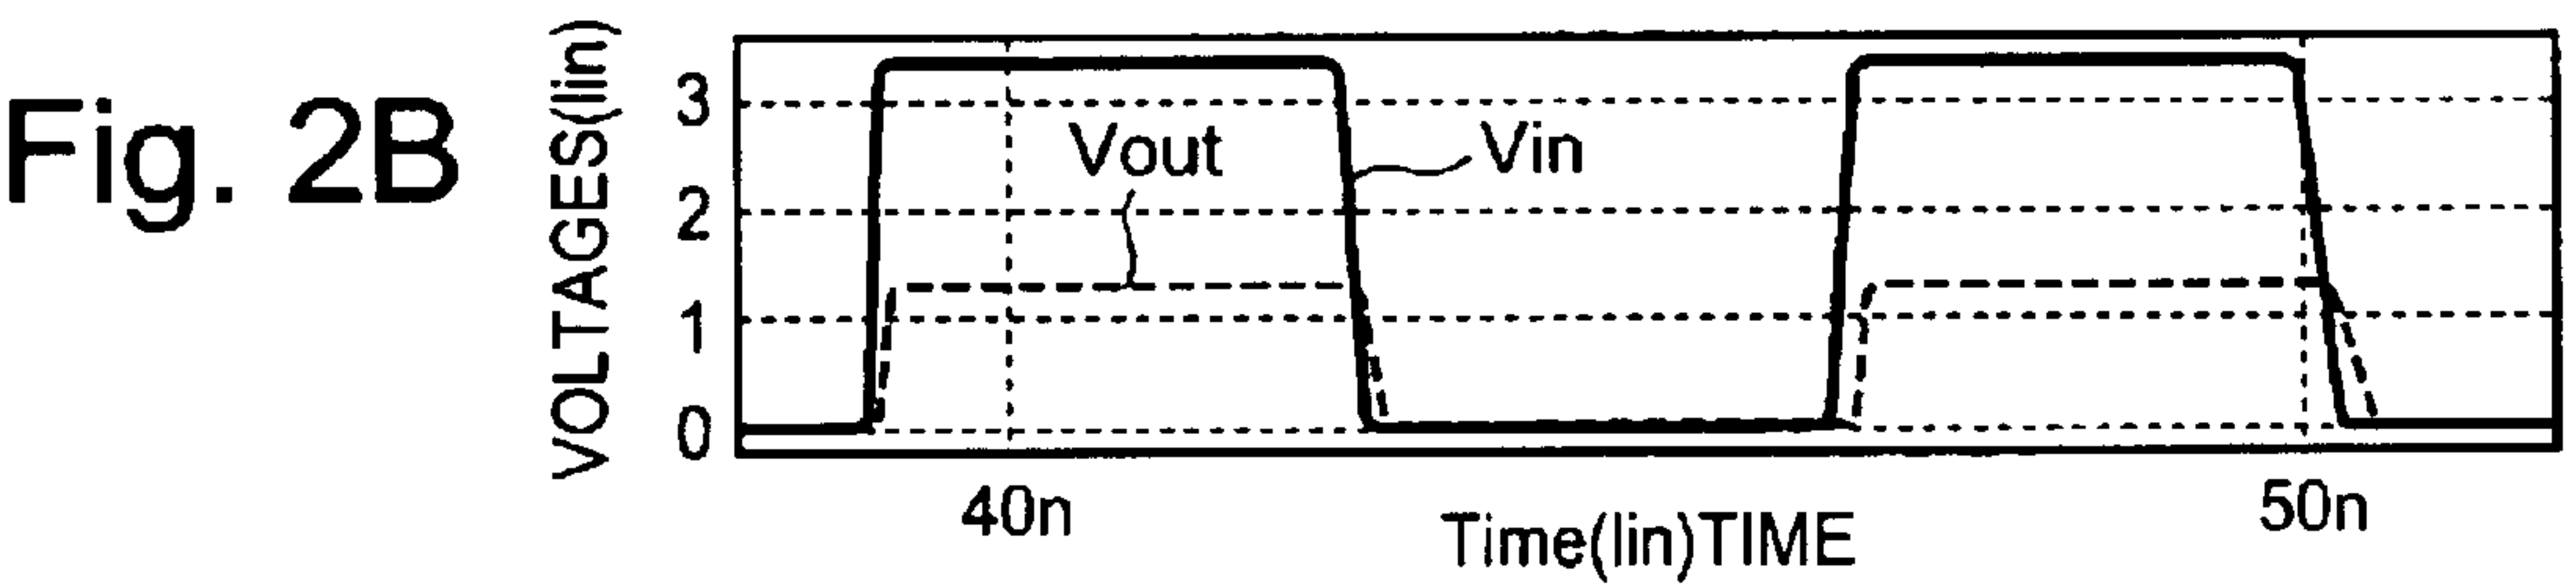 Fig. 2B
VOLTAGES(lin)
3
2
1
0
Vout
Vin
40n
50n
Time(lin)TIME